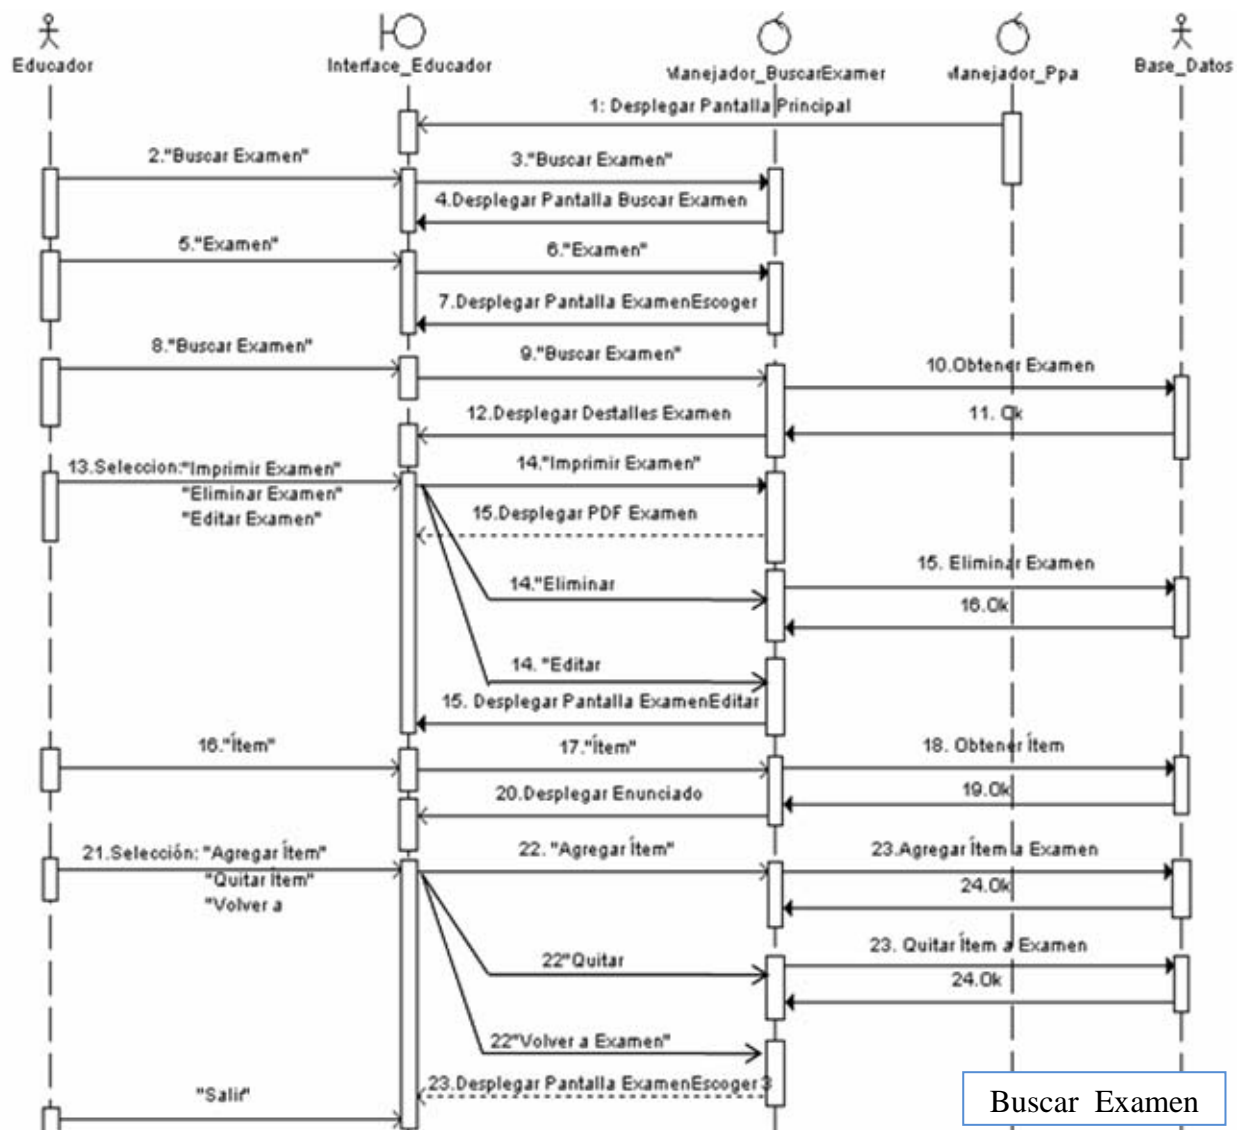 Educador
Interface_Educador
Manejador_BuscarExamer
Manejador_Ppa
Base_Datos
1: Desplegar Pantalla Principal
2."Buscar Examen"
3."Buscar Examen"
4.Desplegar Pantalla Buscar Examen
5."Examen"
6."Examen"
7.Desplegar Pantalla ExamenEscoger
8."Buscar Examen"
9."Buscar Examen"
10.Obtener Examen
11. Ok
12.Desplegar Destalles Examen
13.Seleccion:"Imprimir Examen"
"Eliminar Examen"
"Editar Examen"
14."Imprimir Examen"
15.Desplegar PDF Examen
14."Eliminar
15. Eliminar Examen
16.Ok
14. "Editar
15. Desplegar Pantalla ExamenEditar
16."Ítem"
17."Ítem"
18. Obtener Ítem
19.Ok
20.Desplegar Enunciado
21.Selección: "Agregar Ítem"
"Quitar Ítem"
"Volver a
22. "Agregar Ítem"
23.Agregar Ítem a Examen
24.Ok
22"Quitar
23. Quitar Ítem a Examen
24.Ok
22"Volver a Examen"
23.Desplegar Pantalla ExamenEscoger 3
"Salir"
Buscar Examen